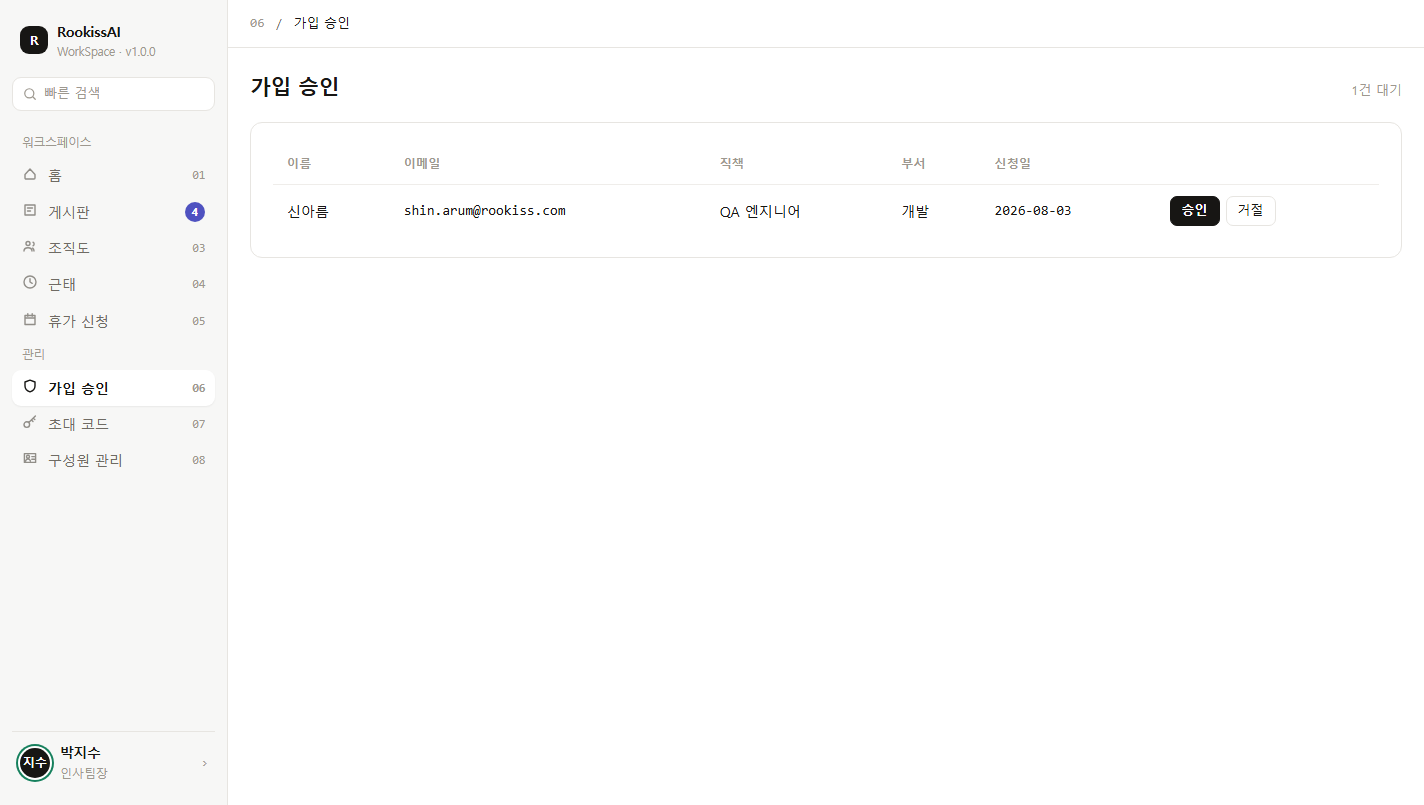 R
RookissAI
WorkSpace · v1.0.0
빠른 검색
워크스페이스
홈 01
게시판 4
조직도 03
근태 04
휴가 신청 05
관리
가입 승인 06
초대 코드 07
구성원 관리 08
지수
박지수
인사팀장
›
06 / 가입 승인
가입 승인
1건 대기
이름 이메일 직책 부서 신청일
신아름 shin.arum@rookiss.com QA 엔지니어 개발 2026-08-03 승인 거절